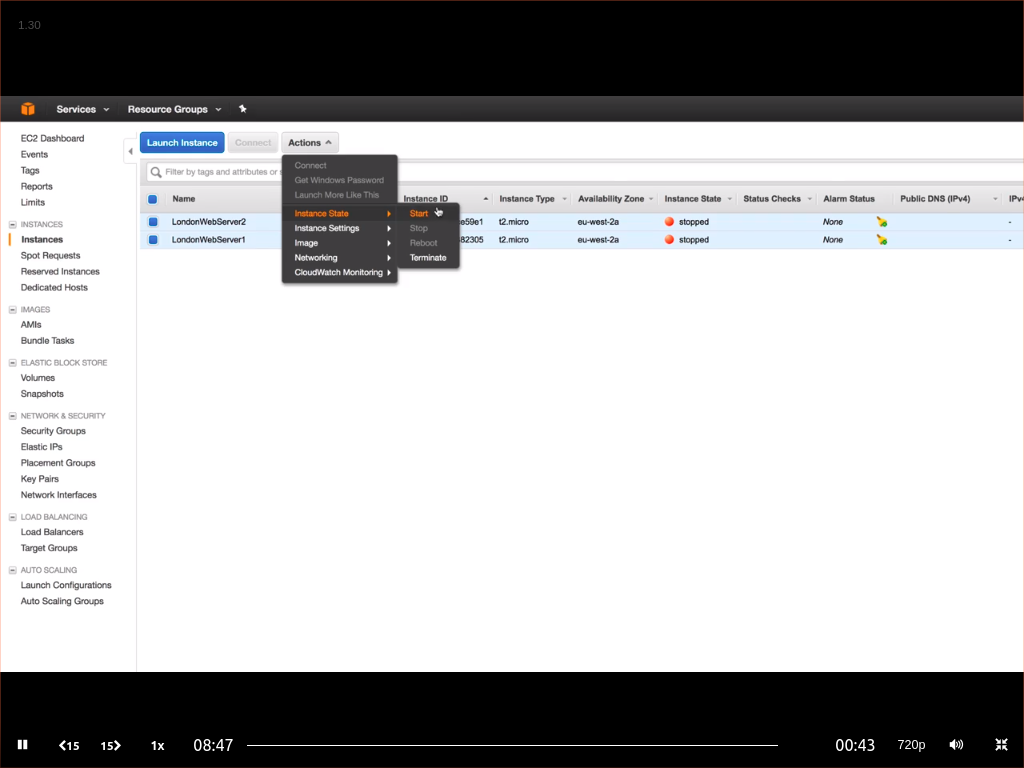 1.30
Services
Resource Groups
EC2 Dashboard
Events
Tags
Reports
Limits
INSTANCES
Instances
Spot Requests
Reserved Instances
Dedicated Hosts
IMAGES
AMIs
Bundle Tasks
ELASTIC BLOCK STORE
Volumes
Snapshots
NETWORK & SECURITY
Security Groups
Elastic IPs
Placement Groups
Key Pairs
Network Interfaces
LOAD BALANCING
Load Balancers
Target Groups
AUTO SCALING
Launch Configurations
Auto Scaling Groups
Launch Instance Connect Actions
Filter by tags and attributes or
Connect
Get Windows Password
Launch More Like This
Instance State
Instance Settings
Image
Networking
CloudWatch Monitoring
Start
Stop
Reboot
Terminate
Name Instance ID Instance Type Availability Zone Instance State Status Checks Alarm Status Public DNS (IPv4)
LondonWebServer2 e59e1 t2.micro eu-west-2a stopped None -
LondonWebServer1 82305 t2.micro eu-west-2a stopped None -
15 15 1x 08:47 00:43 720p